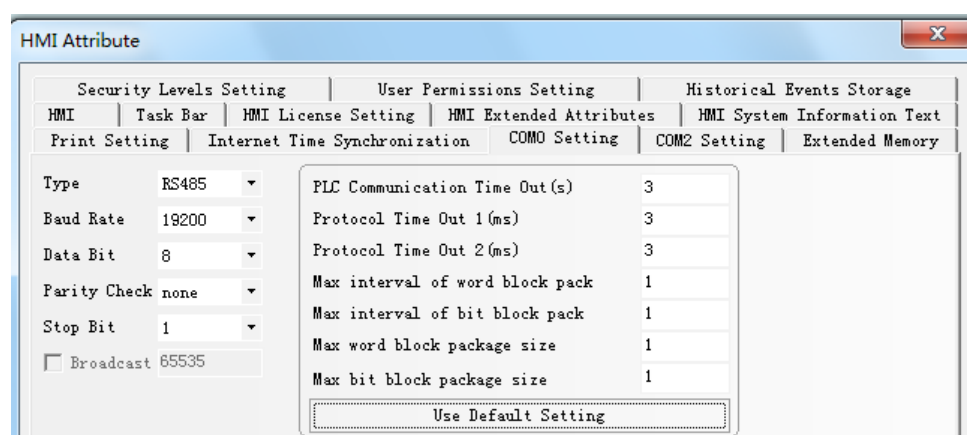 HMI Attribute
Security Levels Setting User Permissions Setting Historical Events Storage
HMI Task Bar HMI License Setting HMI Extended Attributes HMI System Information Text
Print Setting Internet Time Synchronization COM0 Setting COM2 Setting Extended Memory
Type RS485
Baud Rate 19200
Data Bit 8
Parity Check none
Stop Bit 1
Broadcast 65535
PLC Communication Time Out(s) 3
Protocol Time Out 1(ms) 3
Protocol Time Out 2(ms) 3
Max interval of word block pack 1
Max interval of bit block pack 1
Max word block package size 1
Max bit block package size 1
Use Default Setting